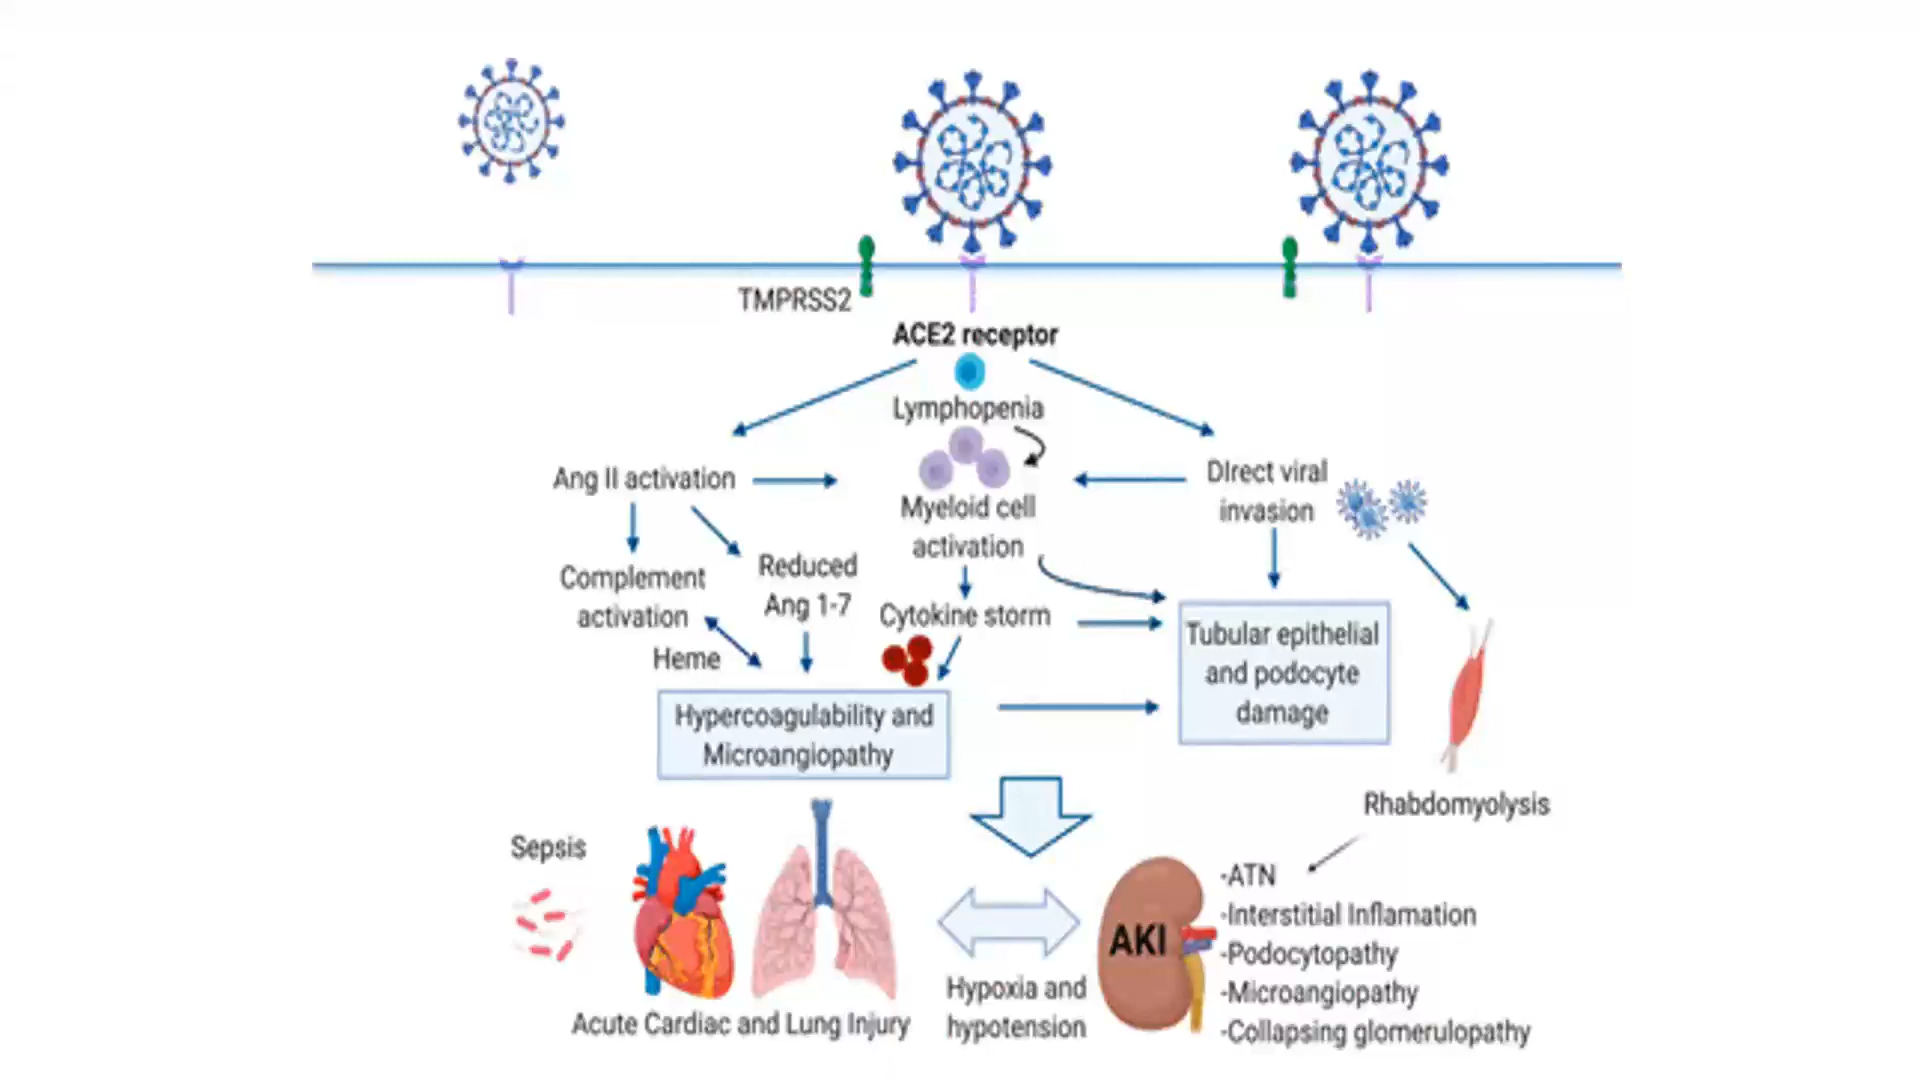 TMPRSS2
ACE2 receptor
Lymphopenia
Ang II activation
DIrect viral
invasion
Myeloid cell
activation
Complement
activation
Reduced
Ang 1-7
Cytokine storm
Heme
Tubular epithelial
and podocyte
damage
Hypercoagulability and
Microangiopathy
Rhabdomyolysis
Sepsis
AKI
-ATN
-Interstitial Inflamation
-Podocytopathy
-Microangiopathy
-Collapsing glomerulopathy
Hypoxia and
hypotension
Acute Cardiac and Lung Injury